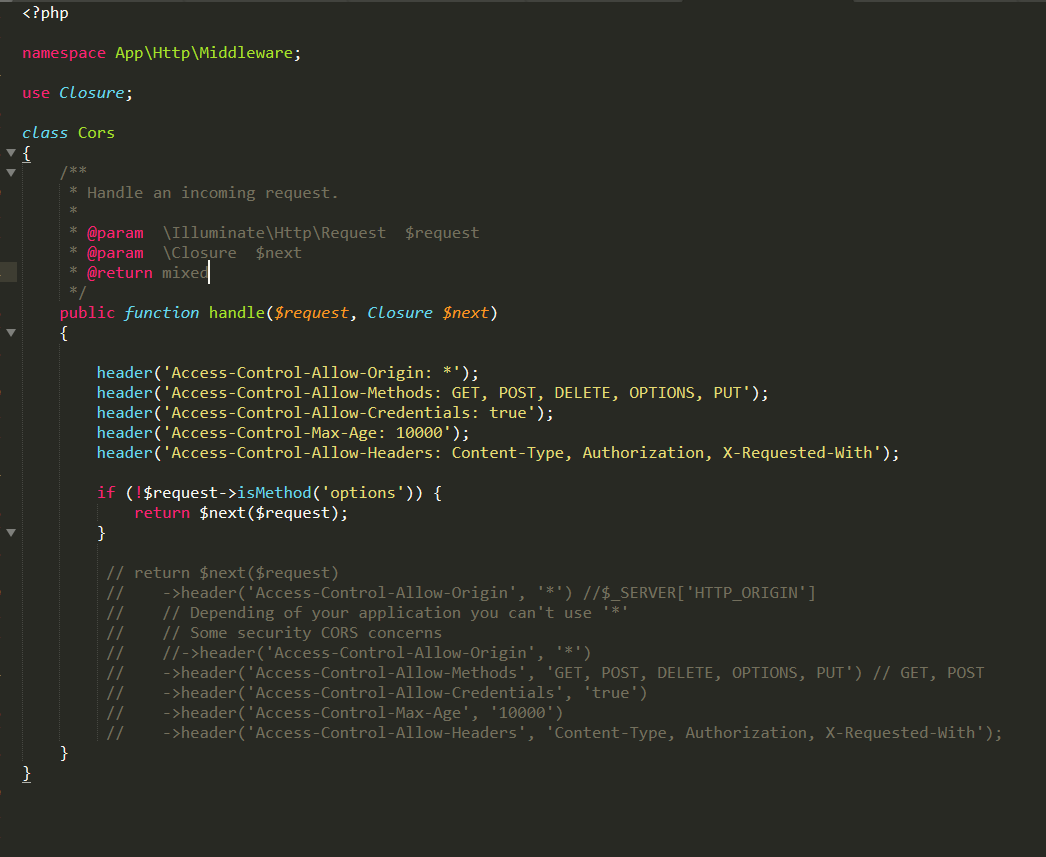 <?php
namespace App\Http\Middleware;
use Closure;
class Cors
{
/**
* Handle an incoming request.
*
* @param  \Illuminate\Http\Request  $request
* @param  \Closure  $next
* @return mixed
*/
public function handle($request, Closure $next)
{
header('Access-Control-Allow-Origin: *');
header('Access-Control-Allow-Methods: GET, POST, DELETE, OPTIONS, PUT');
header('Access-Control-Allow-Credentials: true');
header('Access-Control-Max-Age: 10000');
header('Access-Control-Allow-Headers: Content-Type, Authorization, X-Requested-With');
if (!$request->isMethod('options')) {
return $next($request);
}
// return $next($request)
//    ->header('Access-Control-Allow-Origin', '*') //$_SERVER['HTTP_ORIGIN']
//    // Depending of your application you can't use '*'
//    // Some security CORS concerns
//    //->header('Access-Control-Allow-Origin', '*')
//    ->header('Access-Control-Allow-Methods', 'GET, POST, DELETE, OPTIONS, PUT') // GET, POST
//    ->header('Access-Control-Allow-Credentials', 'true')
//    ->header('Access-Control-Max-Age', '10000')
//    ->header('Access-Control-Allow-Headers', 'Content-Type, Authorization, X-Requested-With');
}
}